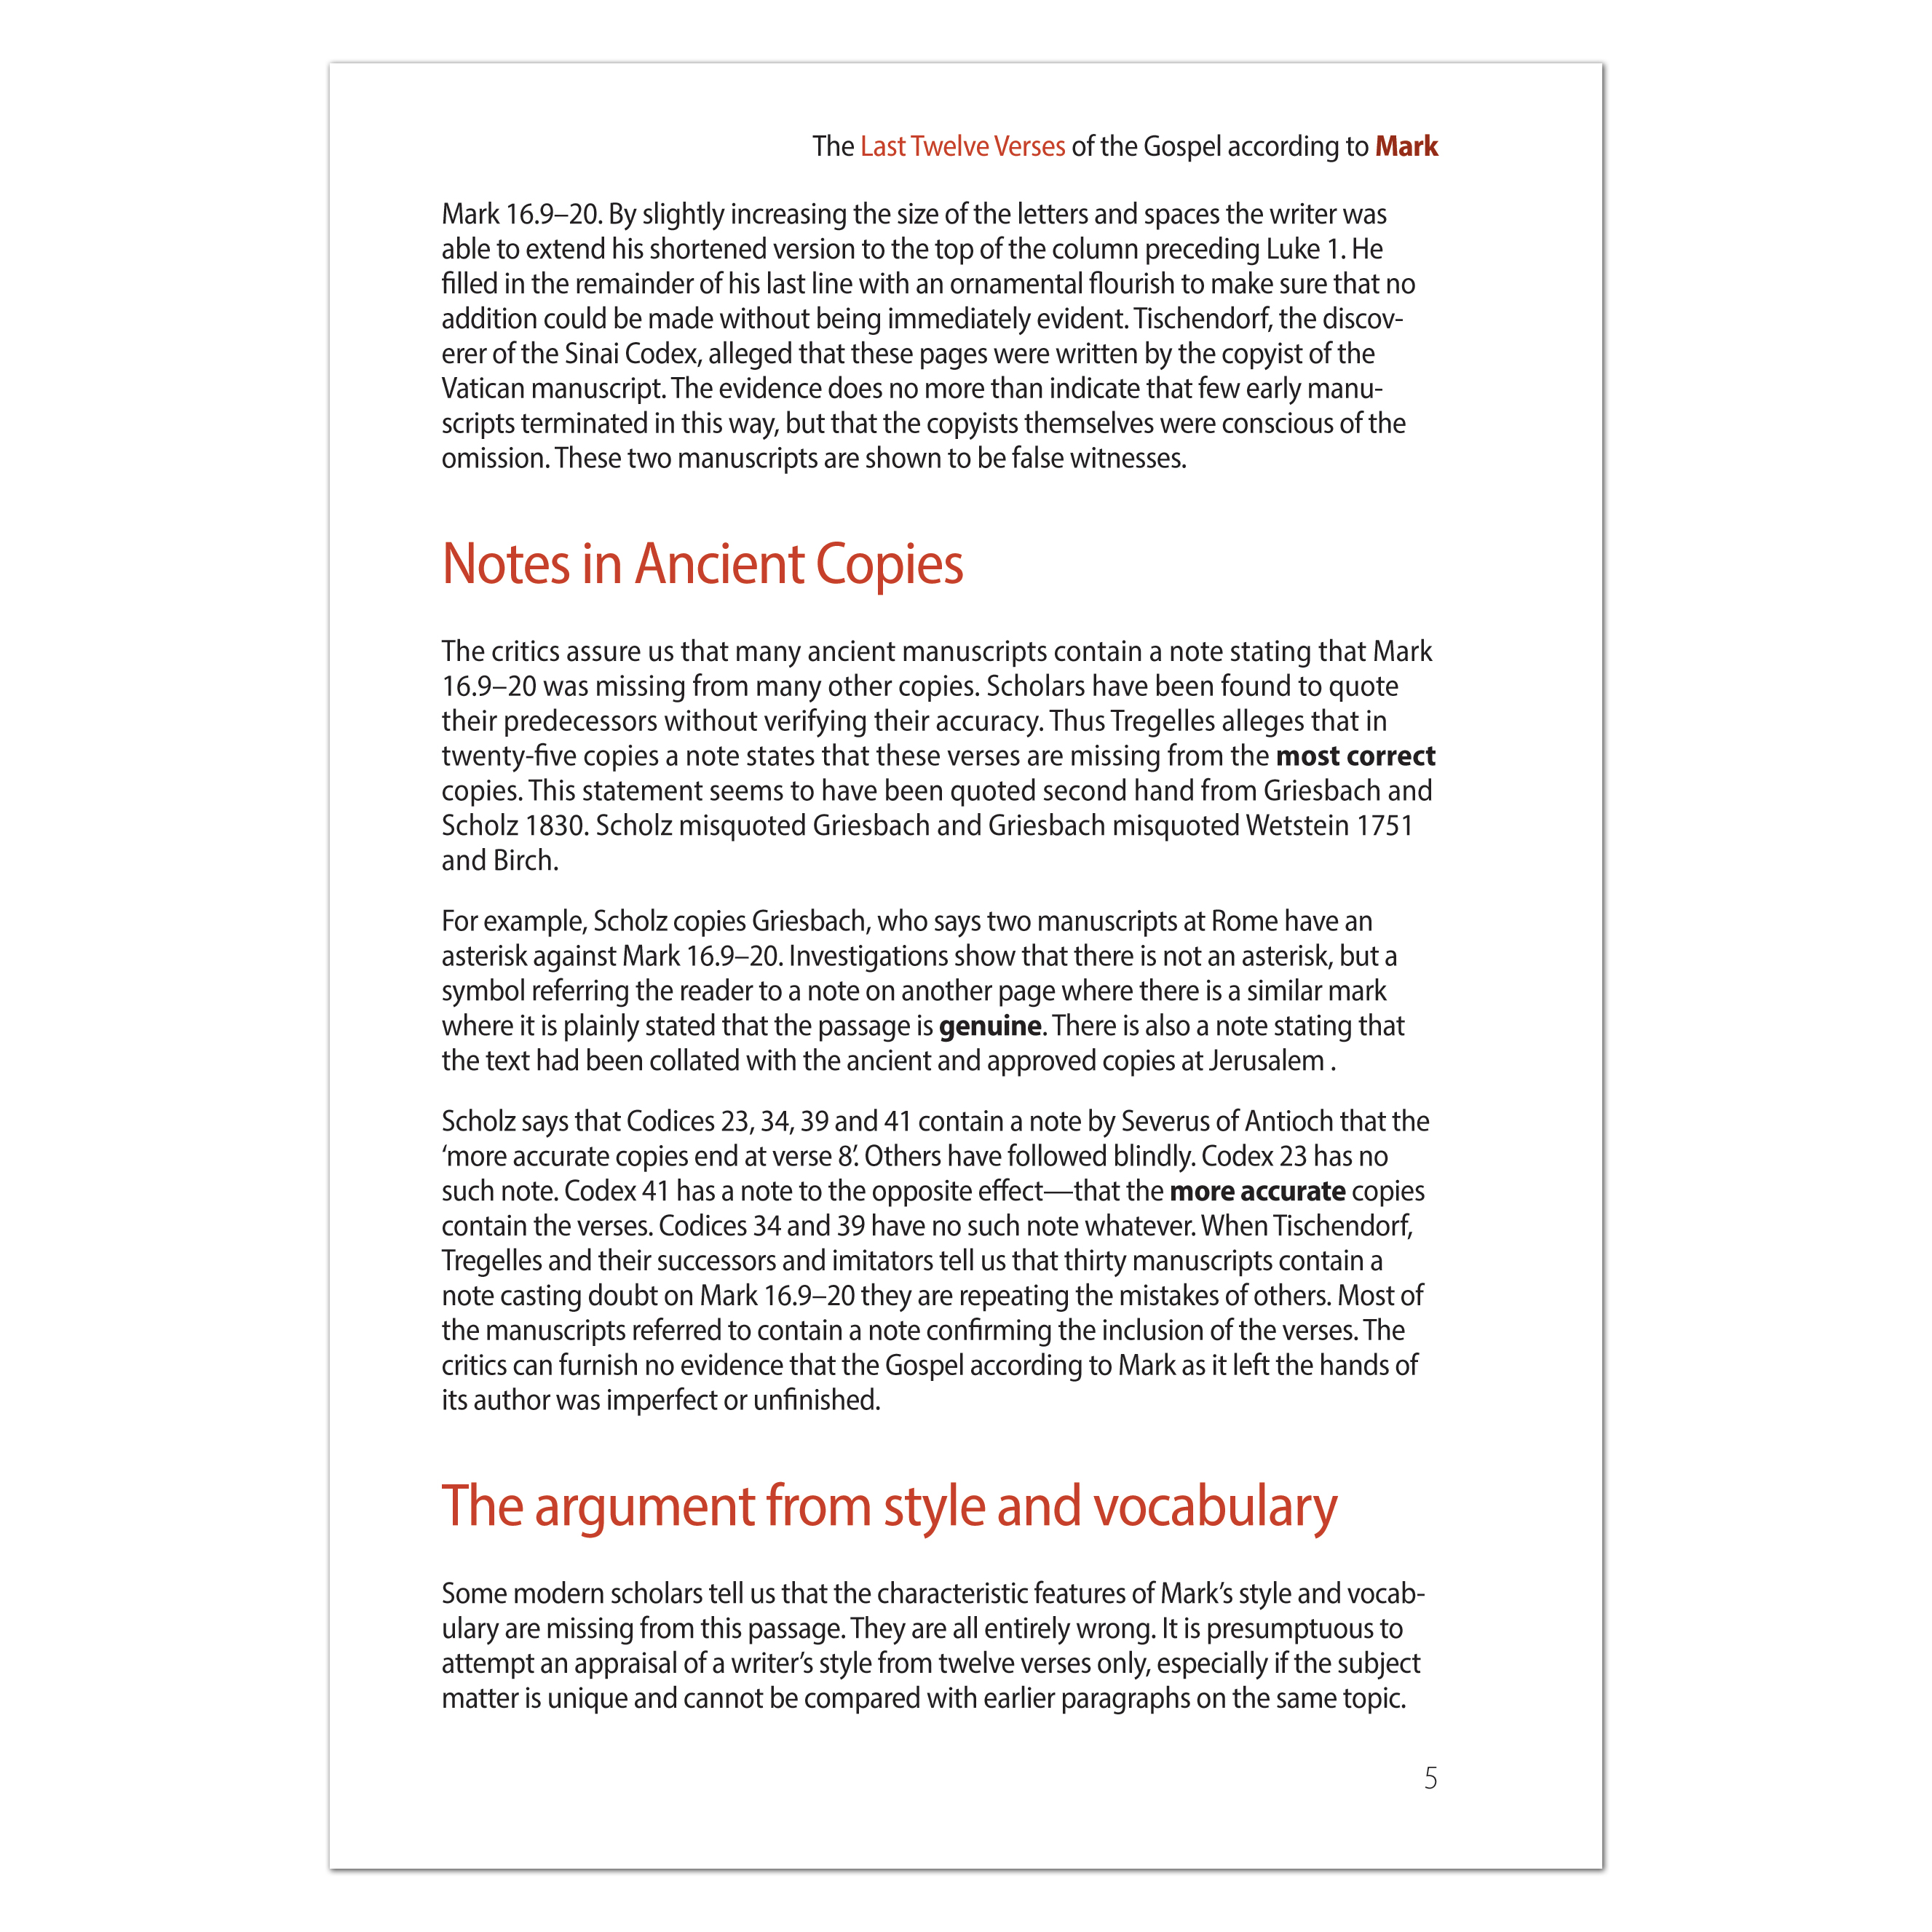 The Last Twelve Verses of the Gospel according to Mark
Mark 16.9–20. By slightly increasing the size of the letters and spaces the writer was
able to extend his shortened version to the top of the column preceding Luke 1. He
filled in the remainder of his last line with an ornamental flourish to make sure that no
addition could be made without being immediately evident. Tischendorf, the discov-
erer of the Sinai Codex, alleged that these pages were written by the copyist of the
Vatican manuscript. The evidence does no more than indicate that few early manu-
scripts terminated in this way, but that the copyists themselves were conscious of the
omission. These two manuscripts are shown to be false witnesses.
Notes in Ancient Copies
The critics assure us that many ancient manuscripts contain a note stating that Mark
16.9–20 was missing from many other copies. Scholars have been found to quote
their predecessors without verifying their accuracy. Thus Tregelles alleges that in
twenty-five copies a note states that these verses are missing from the most correct
copies. This statement seems to have been quoted second hand from Griesbach and
Scholz 1830. Scholz misquoted Griesbach and Griesbach misquoted Wetstein 1751
and Birch.
For example, Scholz copies Griesbach, who says two manuscripts at Rome have an
asterisk against Mark 16.9–20. Investigations show that there is not an asterisk, but a
symbol referring the reader to a note on another page where there is a similar mark
where it is plainly stated that the passage is genuine. There is also a note stating that
the text had been collated with the ancient and approved copies at Jerusalem .
Scholz says that Codices 23, 34, 39 and 41 contain a note by Severus of Antioch that the
‘more accurate copies end at verse 8’. Others have followed blindly. Codex 23 has no
such note. Codex 41 has a note to the opposite effect—that the more accurate copies
contain the verses. Codices 34 and 39 have no such note whatever. When Tischendorf,
Tregelles and their successors and imitators tell us that thirty manuscripts contain a
note casting doubt on Mark 16.9–20 they are repeating the mistakes of others. Most of
the manuscripts referred to contain a note confirming the inclusion of the verses. The
critics can furnish no evidence that the Gospel according to Mark as it left the hands of
its author was imperfect or unfinished.
The argument from style and vocabulary
Some modern scholars tell us that the characteristic features of Mark’s style and vocab-
ulary are missing from this passage. They are all entirely wrong. It is presumptuous to
attempt an appraisal of a writer’s style from twelve verses only, especially if the subject
matter is unique and cannot be compared with earlier paragraphs on the same topic.
5